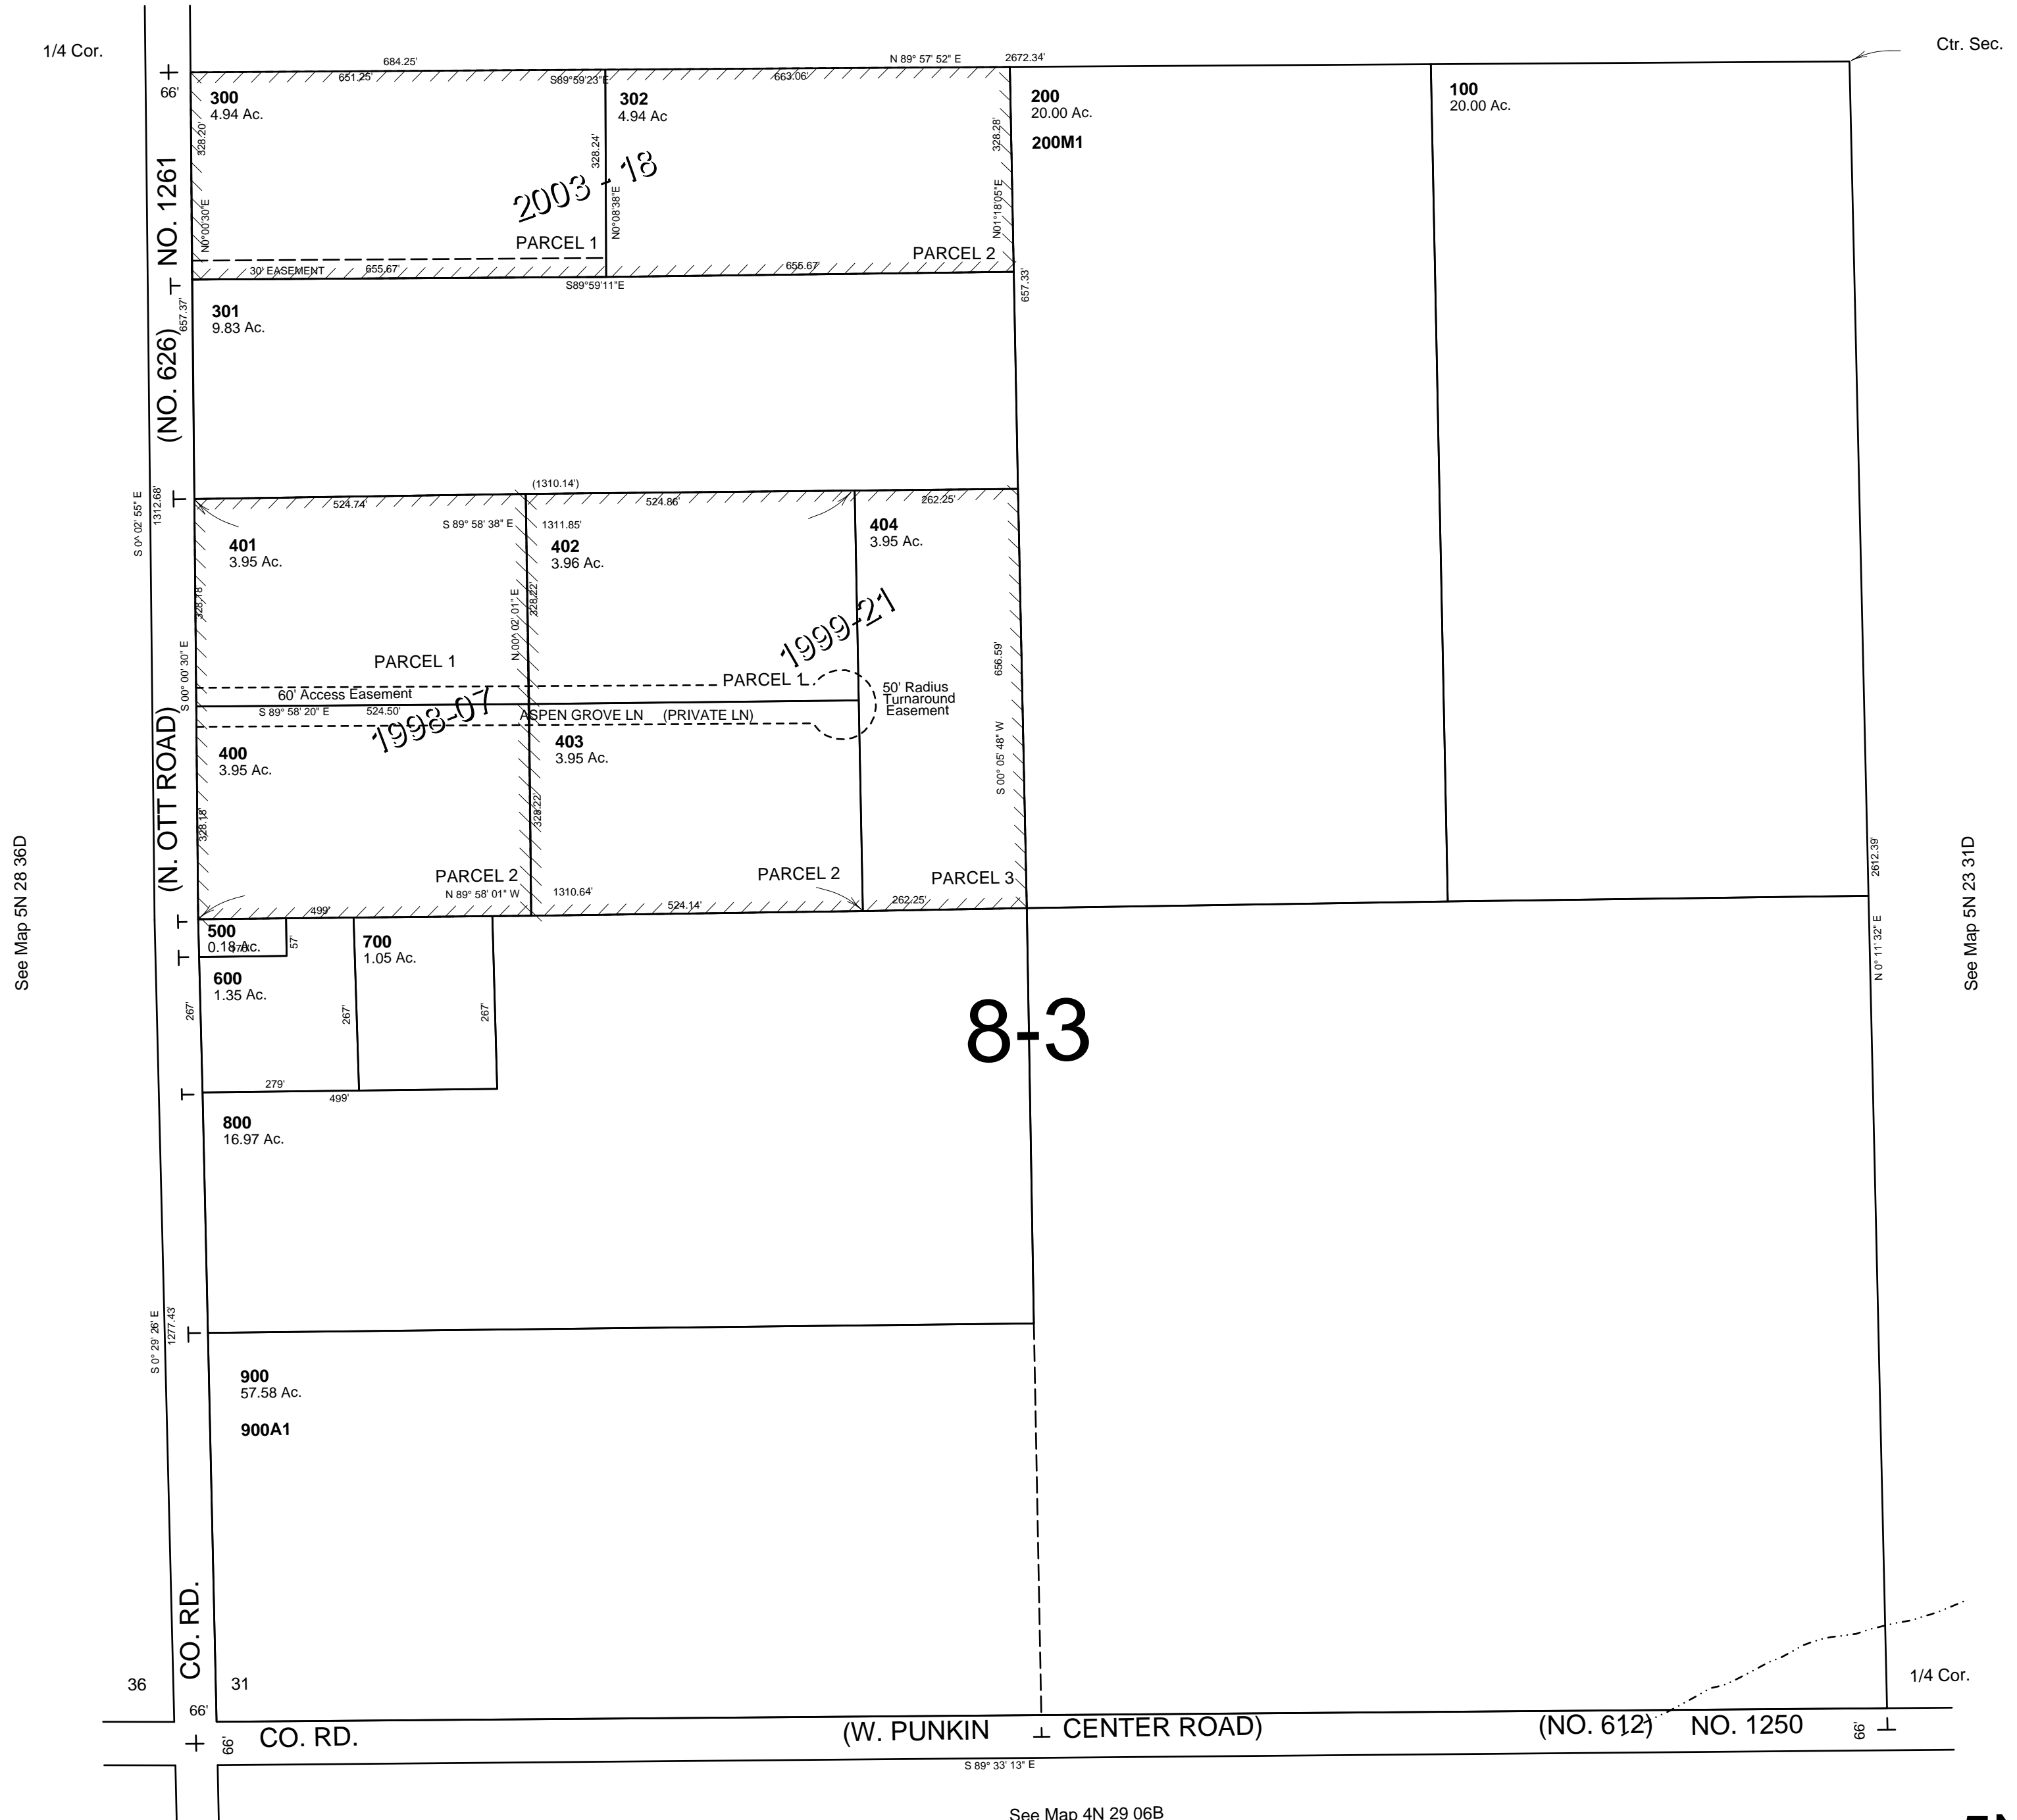 1/4 Cor.
Ctr. Sec.
684.25'
N 89° 57' 52" E
2672.34'
651.25'
S89°59'23"E
663.06'
66'
300
4.94 Ac.
302
4.94 Ac
200
20.00 Ac.
200M1
100
20.00 Ac.
328.20'
328.24'
328.28'
2003 - 18
N0°00'30"E
N0°08'38"E
N01°18'05"E
PARCEL 1
PARCEL 2
30' EASEMENT
655.67'
655.67'
S89°59'11"E
NO. 1261
657.37'
657.33'
301
9.83 Ac.
(NO. 626)
(1310.14')
S 0^ 02' 55" E
1312.68'
524.74'
524.86'
262.25'
S 89° 58' 38" E
1311.85'
401
3.95 Ac.
402
3.96 Ac.
404
3.95 Ac.
328.18'
N 00^ 02' 01" E
328.22'
1999-21
656.59'
S 00° 00' 30" E
PARCEL 1
PARCEL 1
60' Access Easement
50' Radius
Turnaround
Easement
S 89° 58' 20" E
524.50'
ASPEN GROVE LN
(PRIVATE LN)
1998-07
403
3.95 Ac.
400
3.95 Ac.
S 00° 05' 48" W
(N. OTT ROAD)
328.18'
328.22'
PARCEL 2
PARCEL 2
PARCEL 3
N 89° 58' 01" W
1310.64'
499'
524.14'
262.25'
See Map 5N 28 36D
See Map 5N 23 31D
2612.39'
N 0° 11' 32" E
500
0.18 Ac.
57'
700
1.05 Ac.
600
1.35 Ac.
267'
267'
267'
8-3
279'
499'
800
16.97 Ac.
S 0° 29' 26' E
1277.43'
900
57.58 Ac.
900A1
CO. RD.
36
31
1/4 Cor.
66'
66'
CO. RD.
(W. PUNKIN
CENTER ROAD)
(NO. 612)
NO. 1250
66'
S 89° 33' 13" E
See Map 4N 29 06B